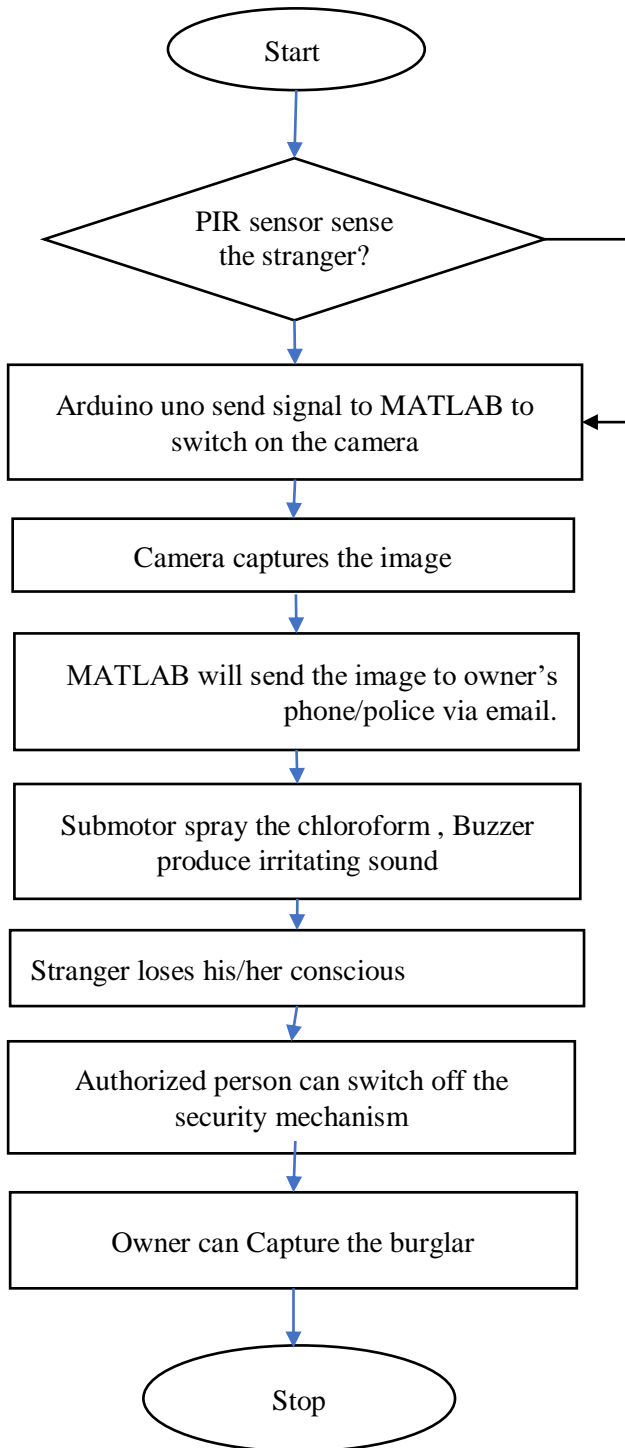 Start
PIR sensor sense
the stranger?
Arduino uno send signal to MATLAB to
switch on the camera
Camera captures the image
MATLAB will send the image to owner’s
phone/police via email.
Submotor spray the chloroform , Buzzer
produce irritating sound
Stranger loses his/her conscious
Authorized person can switch off the
security mechanism
Owner can Capture the burglar
Stop